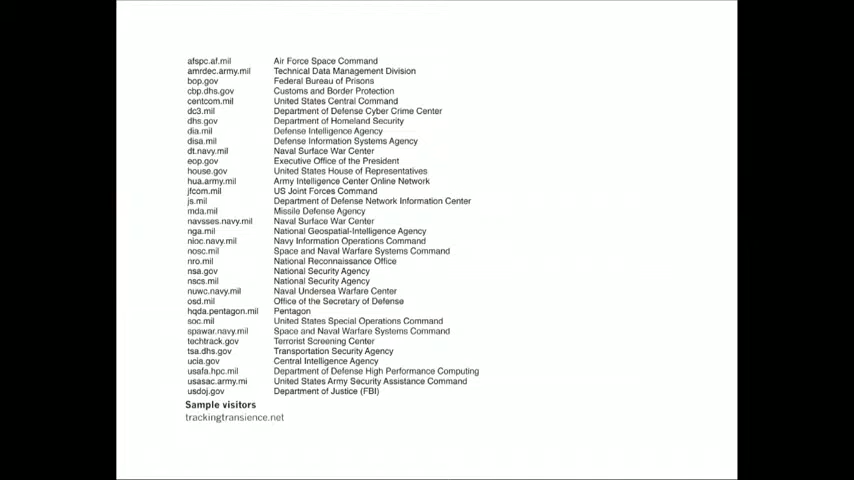 afspc.af.mil Air Force Space Command
amrdec.army.mil Technical Data Management Division
bop.gov Federal Bureau of Prisons
cbp.dhs.gov Customs and Border Protection
centcom.mil United States Central Command
dc3.mil Department of Defense Cyber Crime Center
dhs.gov Department of Homeland Security
dia.mil Defense Intelligence Agency
disa.mil Defense Information Systems Agency
dt.navy.mil Naval Surface War Center
eop.gov Executive Office of the President
house.gov United States House of Representatives
hua.army.mil Army Intelligence Center Online Network
jfcom.mil US Joint Forces Command
js.mil Department of Defense Network Information Center
mda.mil Missile Defense Agency
navsses.navy.mil Naval Surface War Center
nga.mil National Geospatial-Intelligence Agency
nioc.navy.mil Navy Information Operations Command
nosc.mil Space and Naval Warfare Systems Command
nro.mil National Reconnaissance Office
nsa.gov National Security Agency
nscs.mil National Security Agency
nuwc.navy.mil Naval Undersea Warfare Center
osd.mil Office of the Secretary of Defense
hqda.pentagon.mil Pentagon
soc.mil United States Special Operations Command
spawar.navy.mil Space and Naval Warfare Systems Command
techtrack.gov Terrorist Screening Center
tsa.dhs.gov Transportation Security Agency
ucia.gov Central Intelligence Agency
usafa.hpc.mil Department of Defense High Performance Computing
usasac.army.mi United States Army Security Assistance Command
usdoj.gov Department of Justice (FBI)
Sample visitors
trackingtransience.net